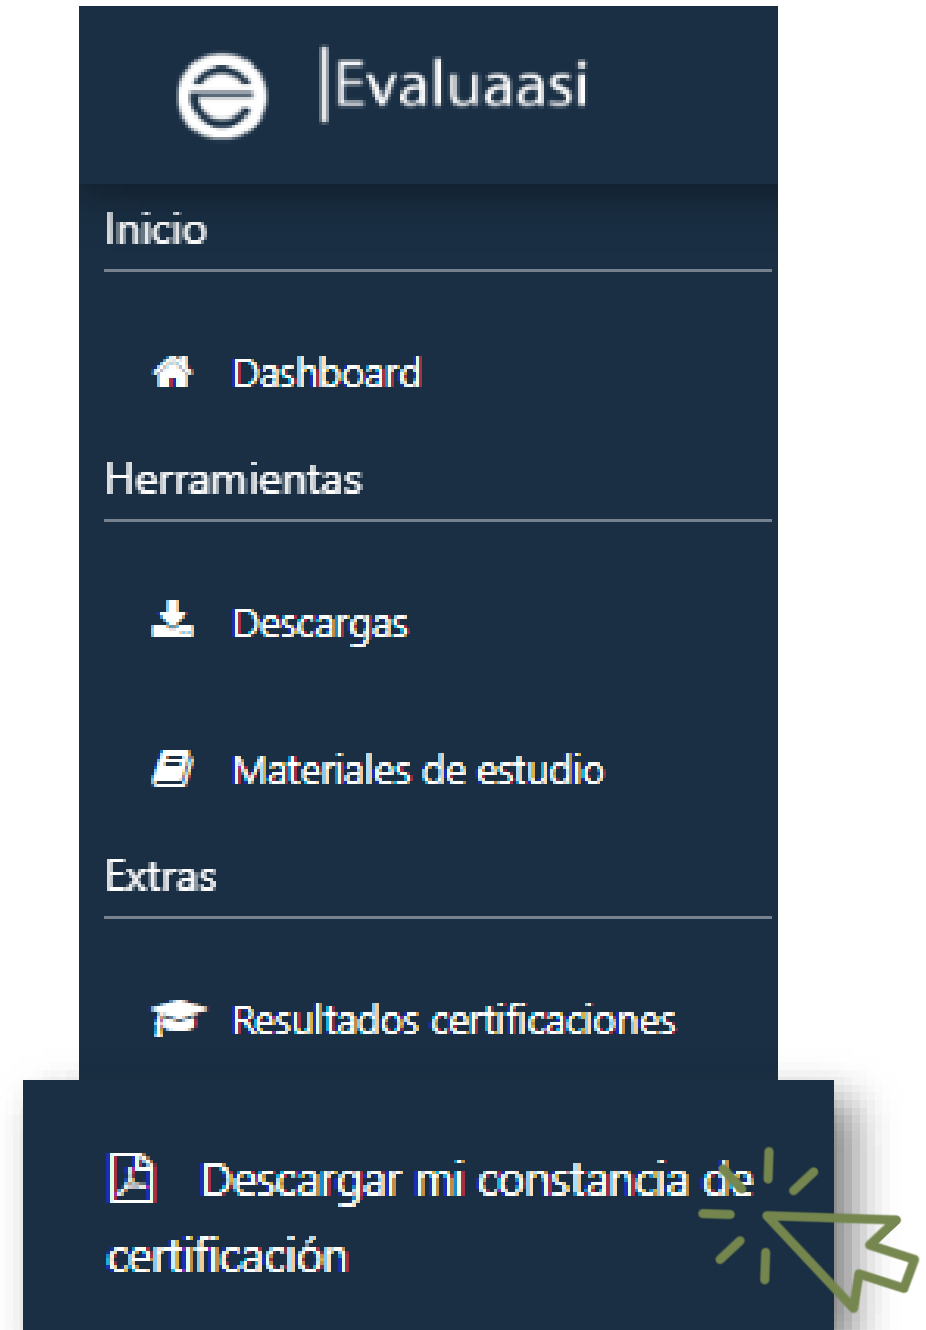 |Evaluaasi
Inicio
Dashboard
Herramientas
Descargas
Materiales de estudio
Extras
Resultados certificaciones
Descargar mi constancia de
certificación